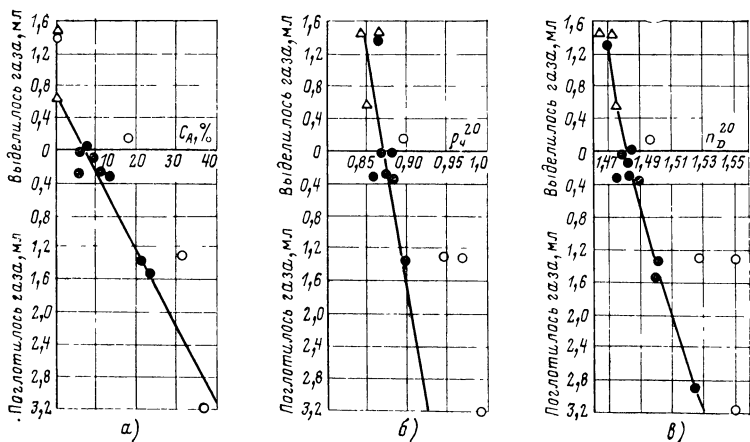 Выделилось газа, мл
Поглотилось газа, мл
1,6
1,2
0,8
0,4
0
0,4
0,8
1,2
1,6
2,0
2,4
2,8
3,2
C_А,%
10 20 30 40
а)
Выделилось газа, мл
Поглотилось газа, мл
1,6
1,2
0,8
0,4
0
0,4
0,8
1,2
1,6
2,0
2,4
2,8
3,2
ρ₄²⁰
0,85 0,90 0,95 1,0
б)
Выделилось газа, мл
Поглотилось газа, мл
1,6
1,2
0,8
0,4
0
0,4
0,8
1,2
1,6
2,0
2,4
2,8
3,2
n_D²⁰
1,47 1,49 1,51 1,53 1,55
в)